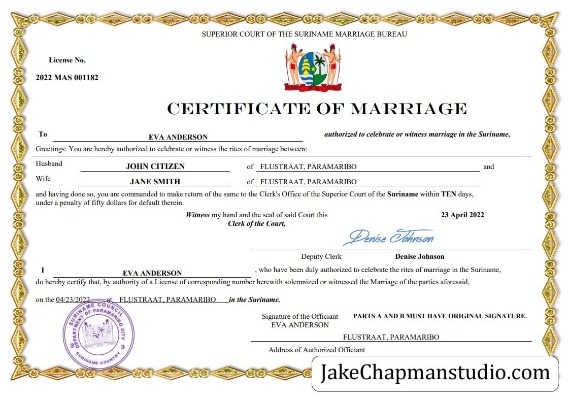 SUPERIOR COURT OF THE SURINAME MARRIAGE BUREAU
License No.
2022 MAS 001182
CERTIFICATE OF MARRIAGE
To EVA ANDERSON authorized to celebrate or witness marriage in the Suriname,
Greetings: You are hereby authorized to celebrate or witness the rites of marriage between:
Husband JOHN CITIZEN of FLUSTRAAT, PARAMARIBO and
Wife JANE SMITH of FLUSTRAAT, PARAMARIBO
and having done so, you are commanded to make return of the same to the Clerk's Office of the Superior Court of the Suriname within TEN days,
under a penalty of fifty dollars for default therein.
Witness my hand and the seal of said Court this 23 April 2022
Clerk of the Court,
Denise Johnson
Deputy Clerk Denise Johnson
I EVA ANDERSON , who have been duly authorized to celebrate the rites of marriage in the Suriname,
do hereby certify that, by authority of a License of corresponding number herewith solemnized or witnessed the Marriage of the parties aforesaid,
on the 04/23/2022 at FLUSTRAAT, PARAMARIBO in the Suriname.
SURINAME COUNCIL
DEPARTMENT OF PARAMARIBO CITY
SURINAME COUNTRY
Signature of the Officiant PARTS A AND B MUST HAVE ORIGINAL SIGNATURE.
EVA ANDERSON
FLUSTRAAT, PARAMARIBO
Address of Authorized Officiant
JakeChapmanstudio.com